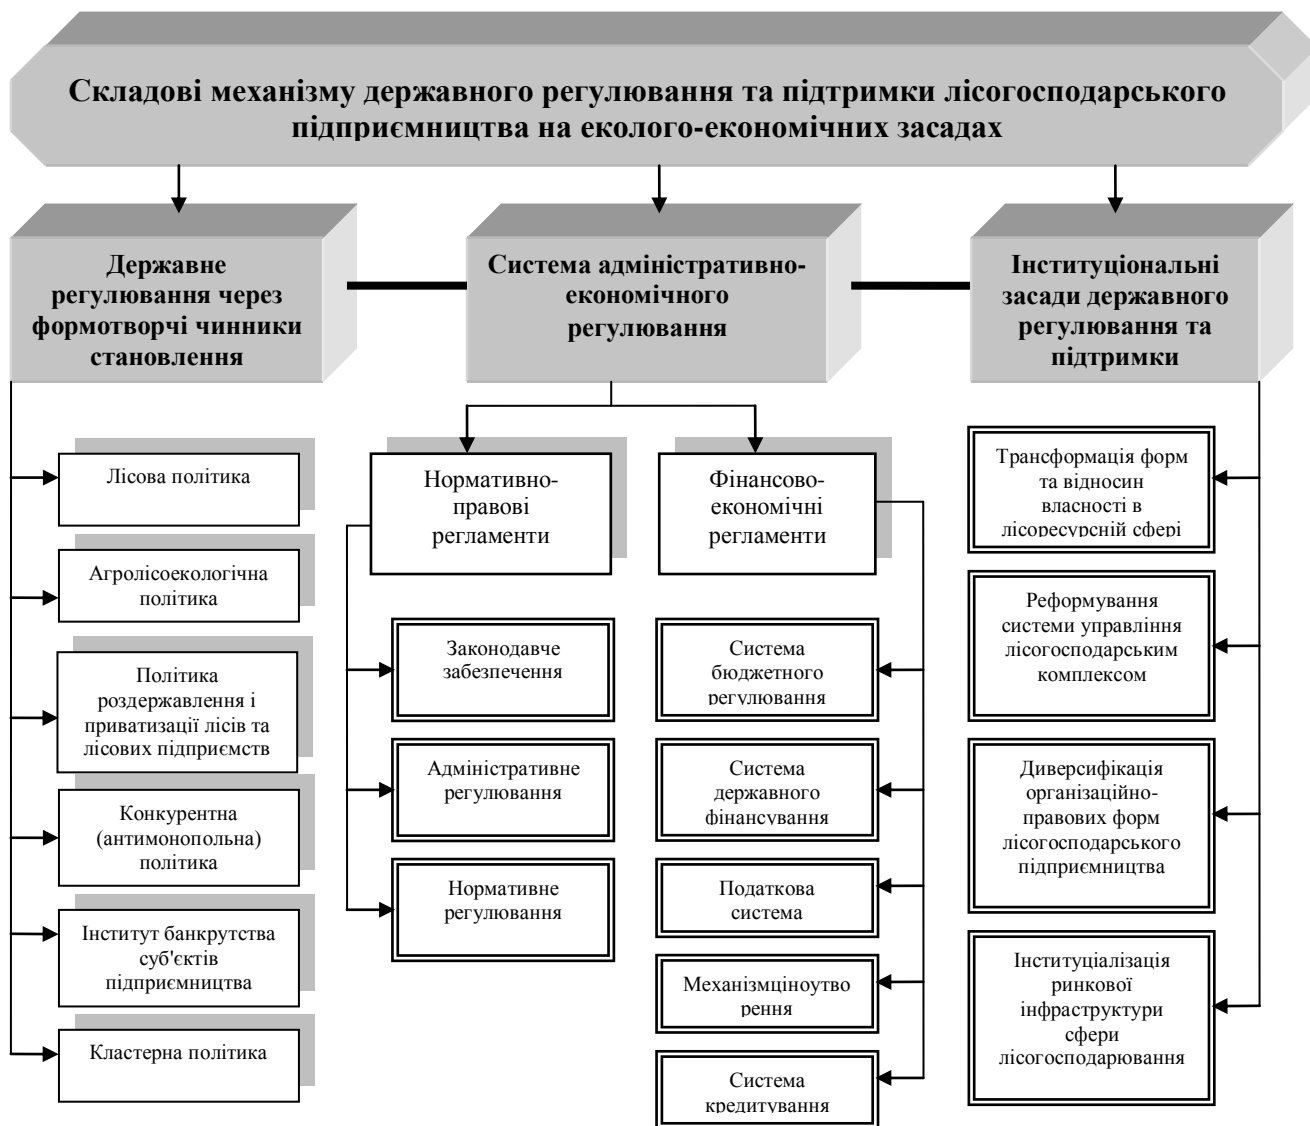 Складові механізму державного регулювання та підтримки лісогосподарського
підприємництва на еколого-економічних засадах
Державне
регулювання через
формотворчі чинники
становлення
Система адміністративно-
економічного
регулювання
Інституціональні
засади державного
регулювання та
підтримки
Лісова політика
Агролісоекологічна
політика
Політика
роздержавлення і
приватизації лісів та
лісових підприємств
Конкурентна
(антимонопольна)
політика
Інститут банкрутства
суб'єктів
підприємництва
Кластерна політика
Нормативно-
правові
регламенти
Законодавче
забезпечення
Адміністративне
регулювання
Нормативне
регулювання
Фінансово-
економічні
регламенти
Система
бюджетного
регулювання
Система
державного
фінансування
Податкова
система
Механізмціноутво
рення
Система
кредитування
Трансформація форм
та відносин
власності в
лісоресурсній сфері
Реформування
системи управління
лісогосподарським
комплексом
Диверсифікація
організаційно-
правових форм
лісогосподарського
підприємництва
Інституціалізація
ринкової
інфраструктури
сфери
лісогосподарювання